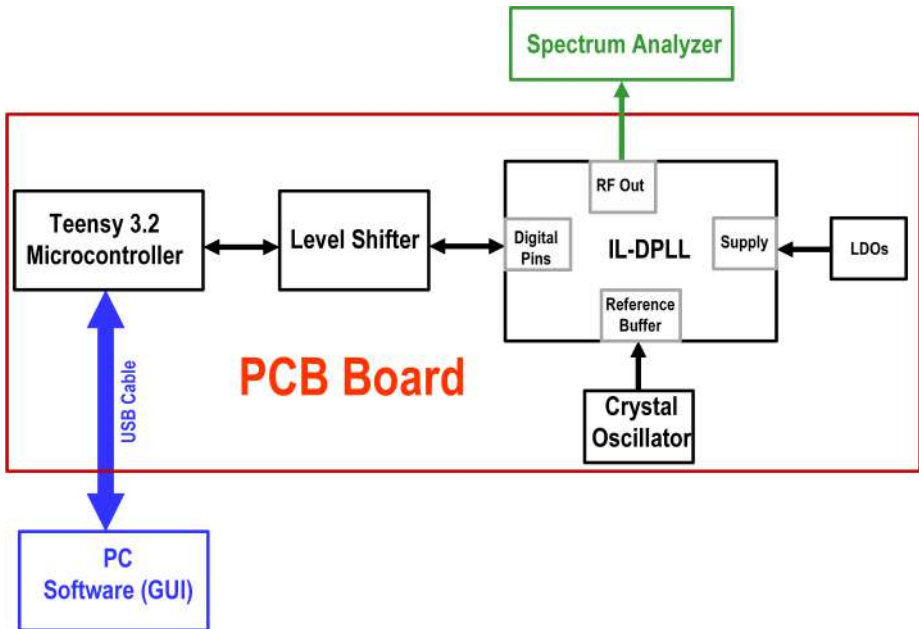 Spectrum Analyzer
RF Out
Teensy 3.2
Microcontroller
Level Shifter
Digital
Pins
IL-DPLL
Supply
LDOs
Reference
Buffer
PCB Board
USB Cable
Crystal
Oscillator
PC
Software (GUI)